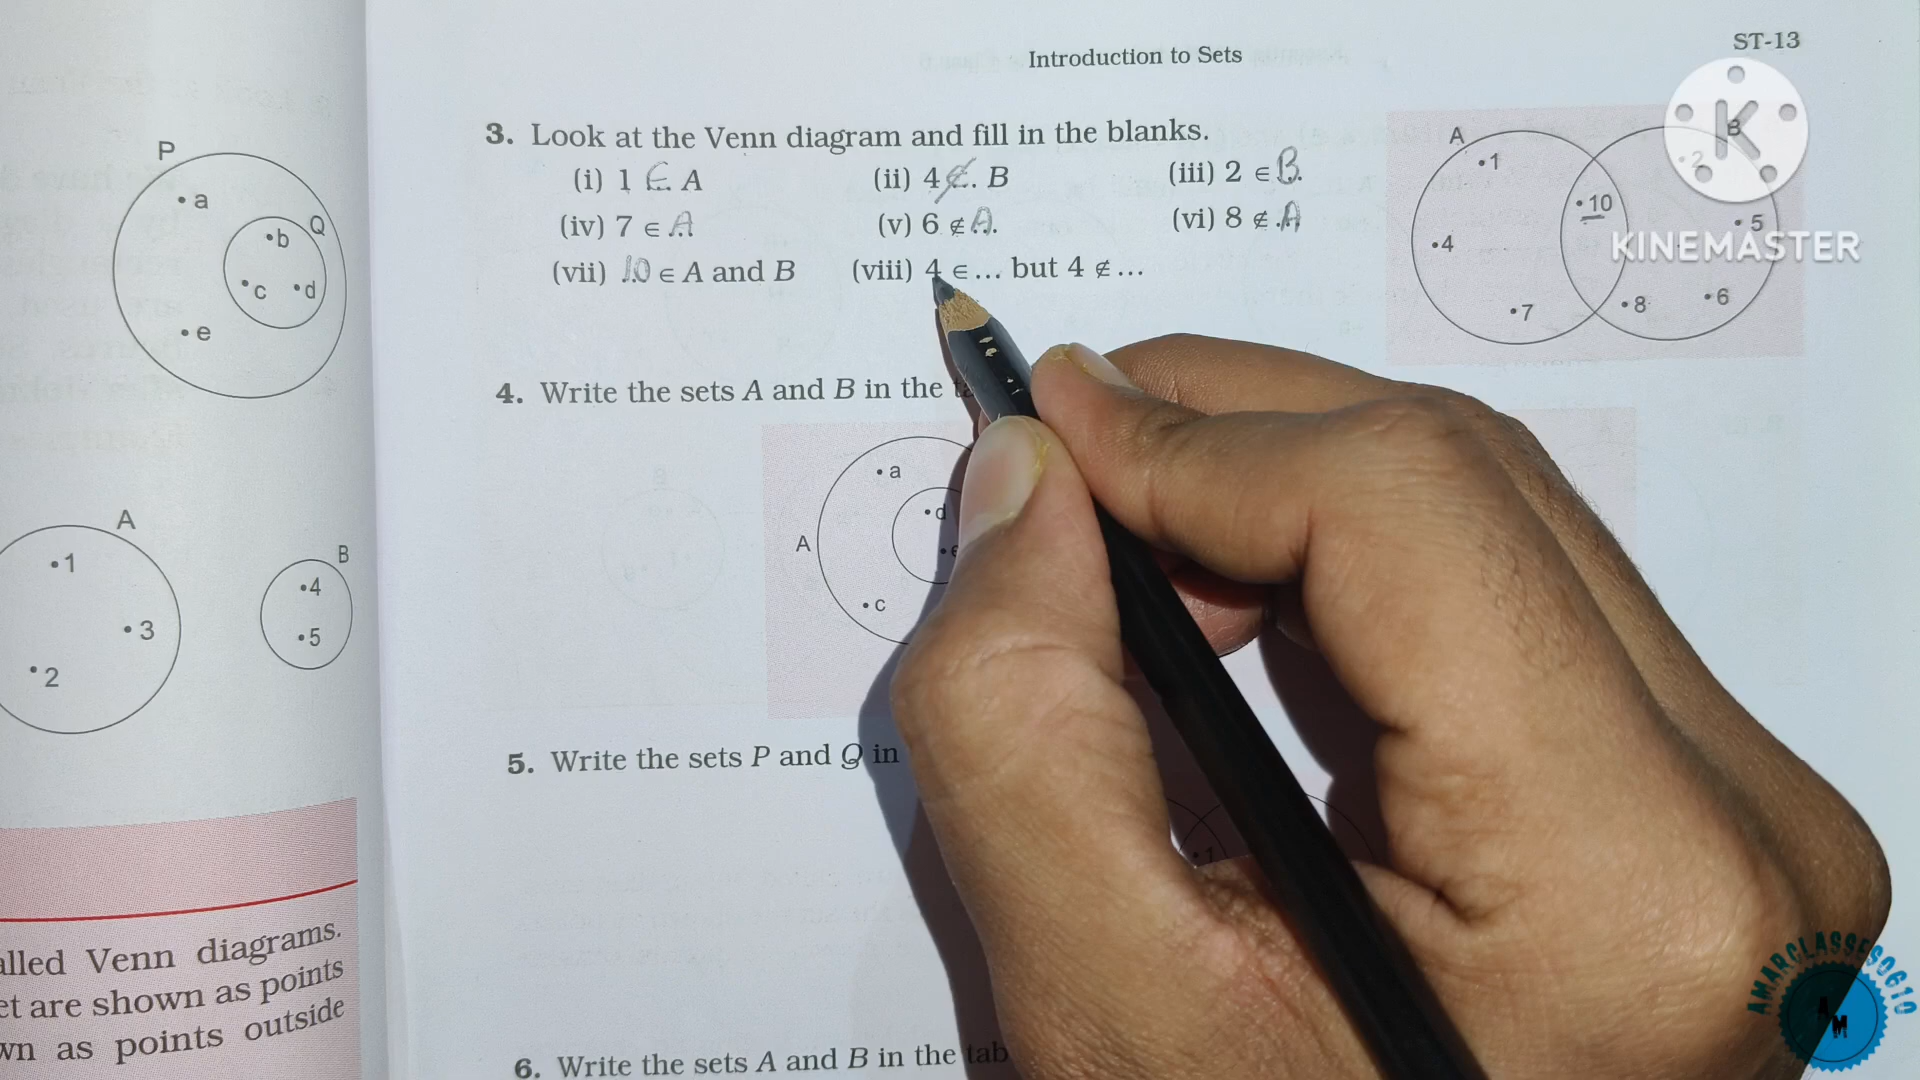 Introduction to Sets
ST-13
3. Look at the Venn diagram and fill in the blanks.
(i) 1 ∈ A (ii) 4 ∉ B (iii) 2 ∈ B
(iv) 7 ∈ A (v) 6 ∉ A (vi) 8 ∉ A
(vii) 10 ∈ A and B (viii) 4 ∈ ... but 4 ∉ ...
A B
•1 •2
•10
•4 •5
•7 •8 •6
K
KINEMASTER
4. Write the sets A and B in the
•a
•d
A
•c
5. Write the sets P and Q in
•1
6. Write the sets A and B in the tab
P
•a
Q
•b
•c •d
•e
A
•1
•3
•2
B
•4
•5
alled Venn diagrams.
et are shown as points
wn as points outside
AMARCLASSES0610
AM